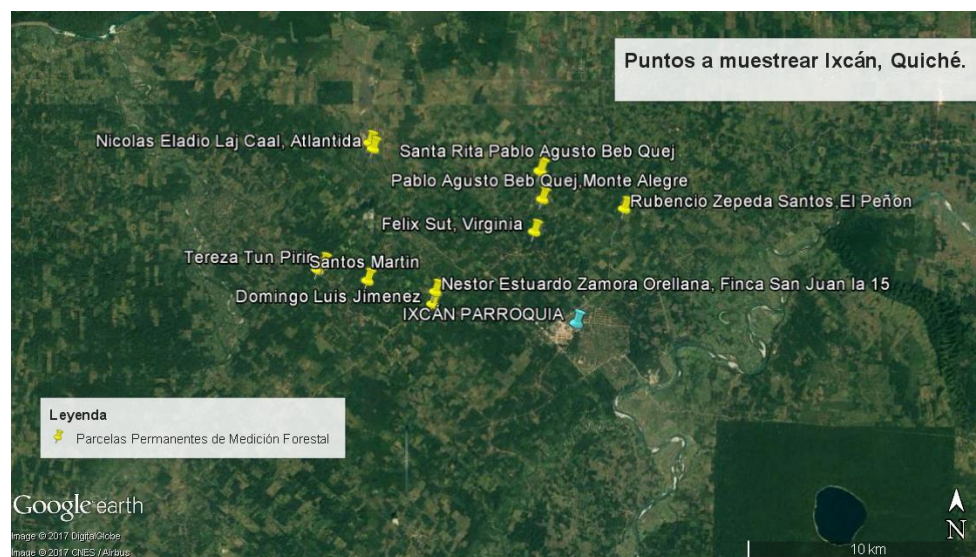 Puntos a muestrear Ixcán, Quiché.
Nicolas Eladio Laj Caal, Atlantida
Santa Rita Pablo Agusto Beb Quej
Pablo Agusto Beb Quej,Monte Alegre
Rubencio Zepeda Santos,El Peñon
Felix Sut, Virginia
Tereza Tun Pirir
Santos Martin
Nestor Estuardo Zamora Orellana, Finca San Juan la 15
Domingo Luis Jimenez
IXCÁN PARROQUIA
Leyenda
Parcelas Permanentes de Medición Forestal
Google earth
Image © 2017 DigitalGlobe
Image © 2017 CNES / Airbus
N
10 km